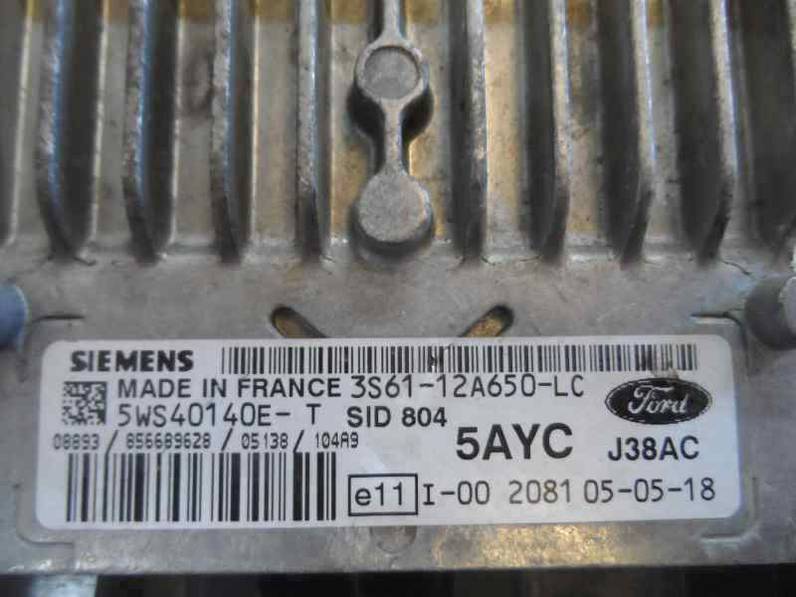 SIEMENS
MADE IN FRANCE 3S61-12A650-LC
5WS40140E- T SID 804
Ford
08893 / 856689628 / 05138 / 104A9
5AYC J38AC
e11 I-00 2081 05-05-18